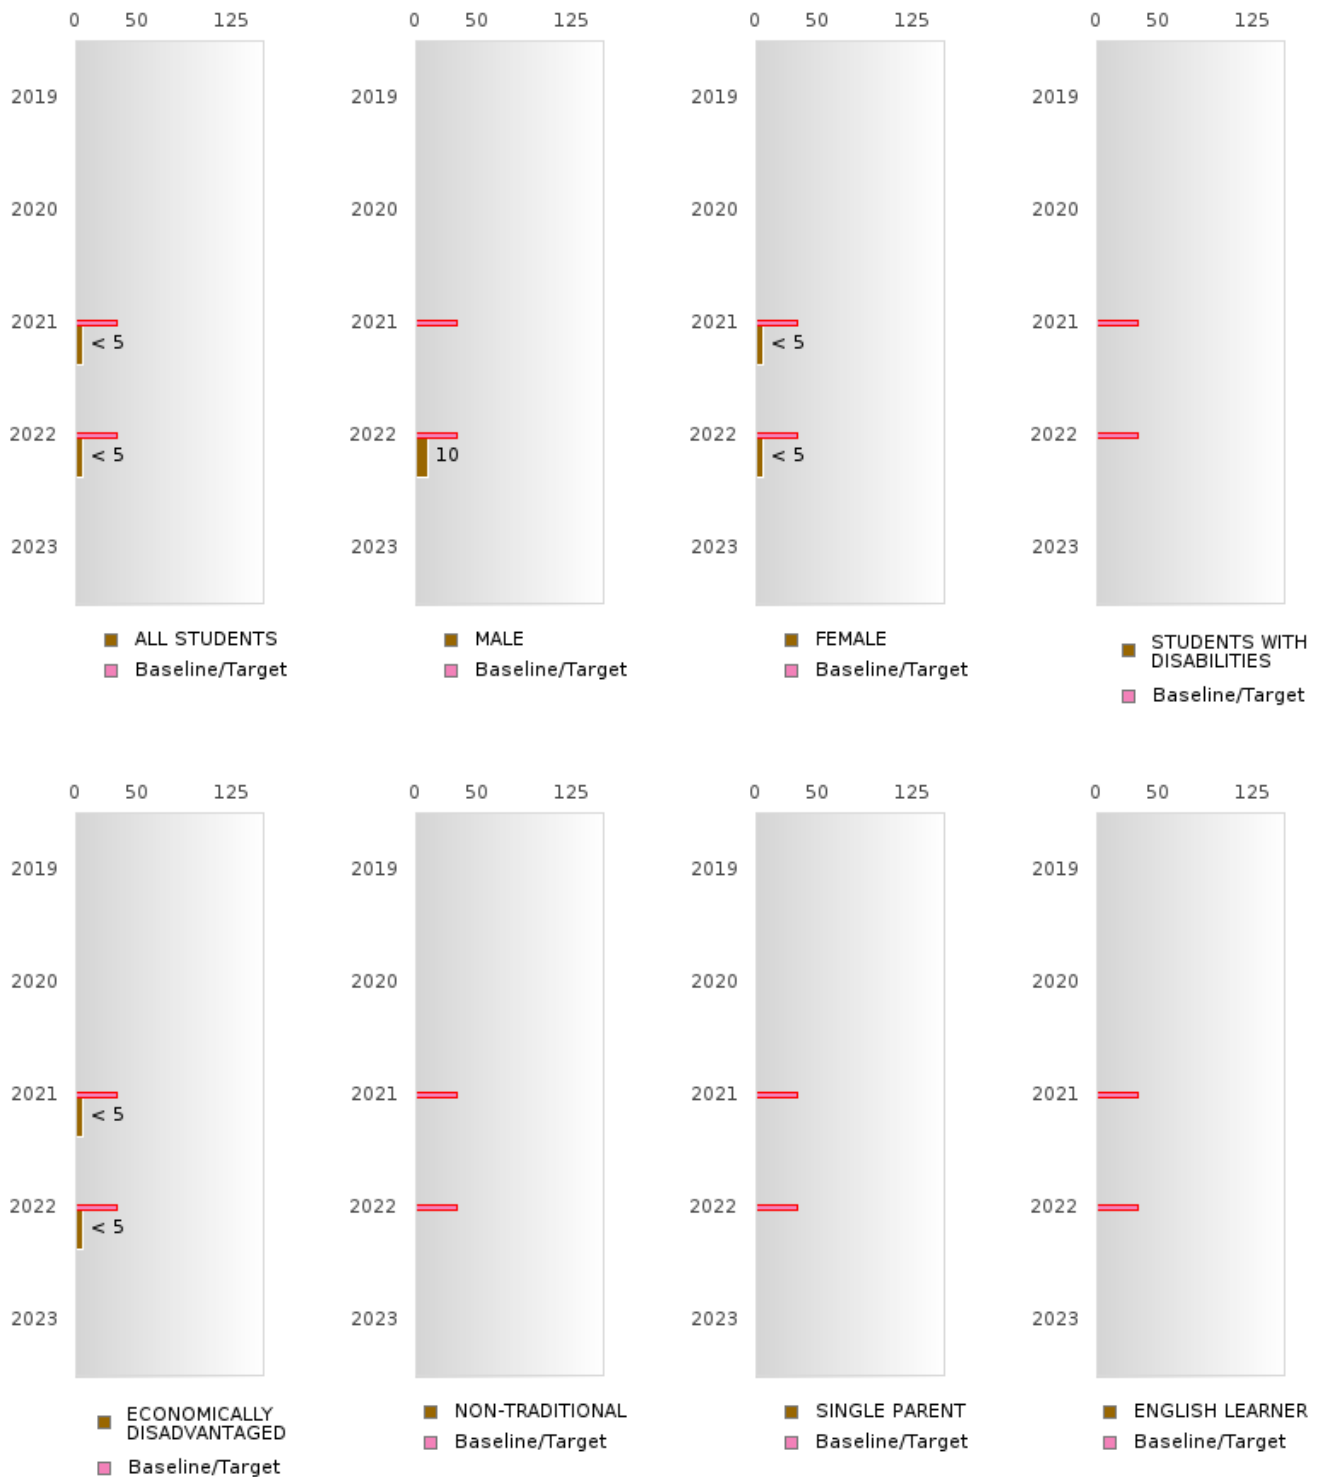 0 50 125 0 50 125 0 50 125 0 50 125
2019 2019 2019 2019
2020 2020 2020 2020
2021 2021 2021 2021
< 5 < 5
2022 2022 2022 2022
< 5 10 < 5
2023 2023 2023 2023
ALL STUDENTS MALE FEMALE STUDENTS WITH
DISABILITIES
Baseline/Target Baseline/Target Baseline/Target Baseline/Target
0 50 125 0 50 125 0 50 125 0 50 125
2019 2019 2019 2019
2020 2020 2020 2020
2021 2021 2021 2021
< 5
2022 2022 2022 2022
< 5
2023 2023 2023 2023
ECONOMICALLY NON-TRADITIONAL SINGLE PARENT ENGLISH LEARNER
DISADVANTAGED
Baseline/Target Baseline/Target Baseline/Target Baseline/Target